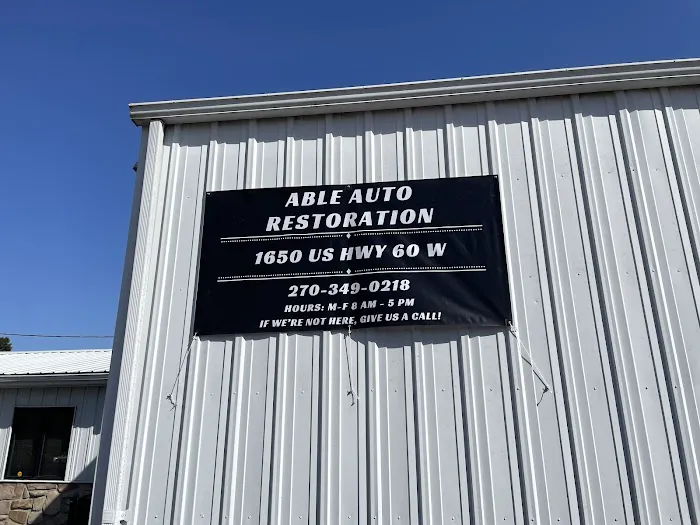 ABLE AUTO
RESTORATION
1650 US HWY 60 W
270-349-0218
HOURS: M-F 8 AM - 5 PM
IF WE'RE NOT HERE, GIVE US A CALL!